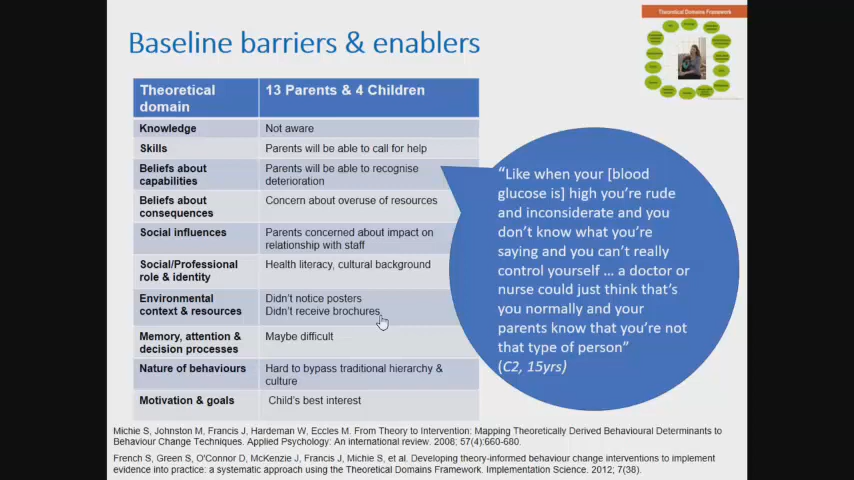 Theoretical Domains Framework
Baseline barriers & enablers
Theoretical domain
13 Parents & 4 Children
Knowledge
Not aware
Skills
Parents will be able to call for help
Beliefs about
capabilities
Parents will be able to recognise
deterioration
Beliefs about
consequences
Concern about overuse of resources
Social influences
Parents concerned about impact on
relationship with staff
Social/Professional
role & identity
Health literacy, cultural background
Environmental
context & resources
Didn't notice posters
Didn't receive brochures
Memory, attention &
decision processes
Maybe difficult
Nature of behaviours
Hard to bypass traditional hierarchy &
culture
Motivation & goals
Child's best interest
“Like when your [blood
glucose is] high you're rude
and inconsiderate and you
don't know what you're
saying and you can't really
control yourself … a doctor or
nurse could just think that's
you normally and your
parents know that you're not
that type of person”
(C2, 15yrs)
Michie S, Johnston M, Francis J, Hardeman W, Eccles M. From Theory to Intervention: Mapping Theoretically Derived Behavioural Determinants to
Behaviour Change Techniques. Applied Psychology: An international review. 2008; 57(4):660-680.
French S, Green S, O'Connor D, McKenzie J, Francis J, Michie S, et al. Developing theory-informed behaviour change interventions to implement
evidence into practice: a systematic approach using the Theoretical Domains Framework. Implementation Science. 2012; 7(38).